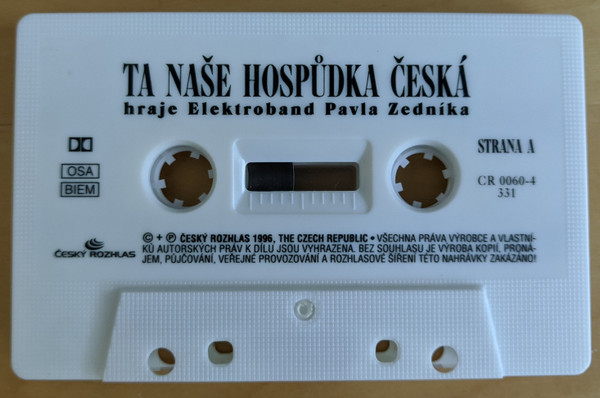 TA NAŠE HOSPŮDKA ČESKÁ
hraje Elektroband Pavla Zedníka
STRANA A
OSA
BIEM
CR 0060-4
331
ČESKÝ ROZHLAS
© + ℗ ČESKÝ ROZHLAS 1995, THE CZECH REPUBLIC • VŠECHNA PRÁVA VÝROBCE A VLASTNÍ-
KŮ AUTORSKÝCH PRÁV K DÍLU JSOU VYHRAZENA. BEZ SOUHLASU JE VÝROBA KOPIÍ, PRONÁ-
JEM, PŮJČOVÁNÍ, VEŘEJNÉ PROVOZOVÁNÍ A ROZHLASOVÉ ŠÍŘENÍ TÉTO NAHRÁVKY ZAKÁZÁNO!